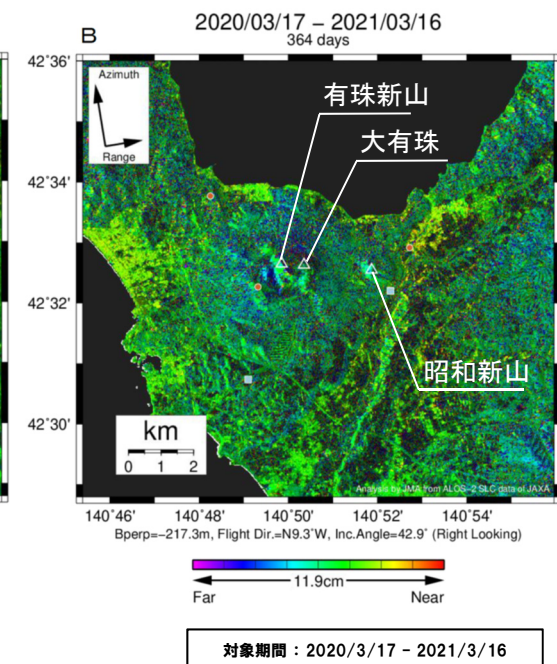 B
2020/03/17 − 2021/03/16
364 days
42˚36'
42˚34'
42˚32'
42˚30'
Azimuth
Range
有珠新山
大有珠
昭和新山
km
0 1 2
Analysis by JMA from ALOS-2 SLC data of JAXA
140˚46' 140˚48' 140˚50' 140˚52' 140˚54'
Bperp=−217.3m, Flight Dir.=N9.3˚W, Inc.Angle=42.9˚ (Right Looking)
11.9cm
Far Near
対象期間：2020/3/17 − 2021/3/16